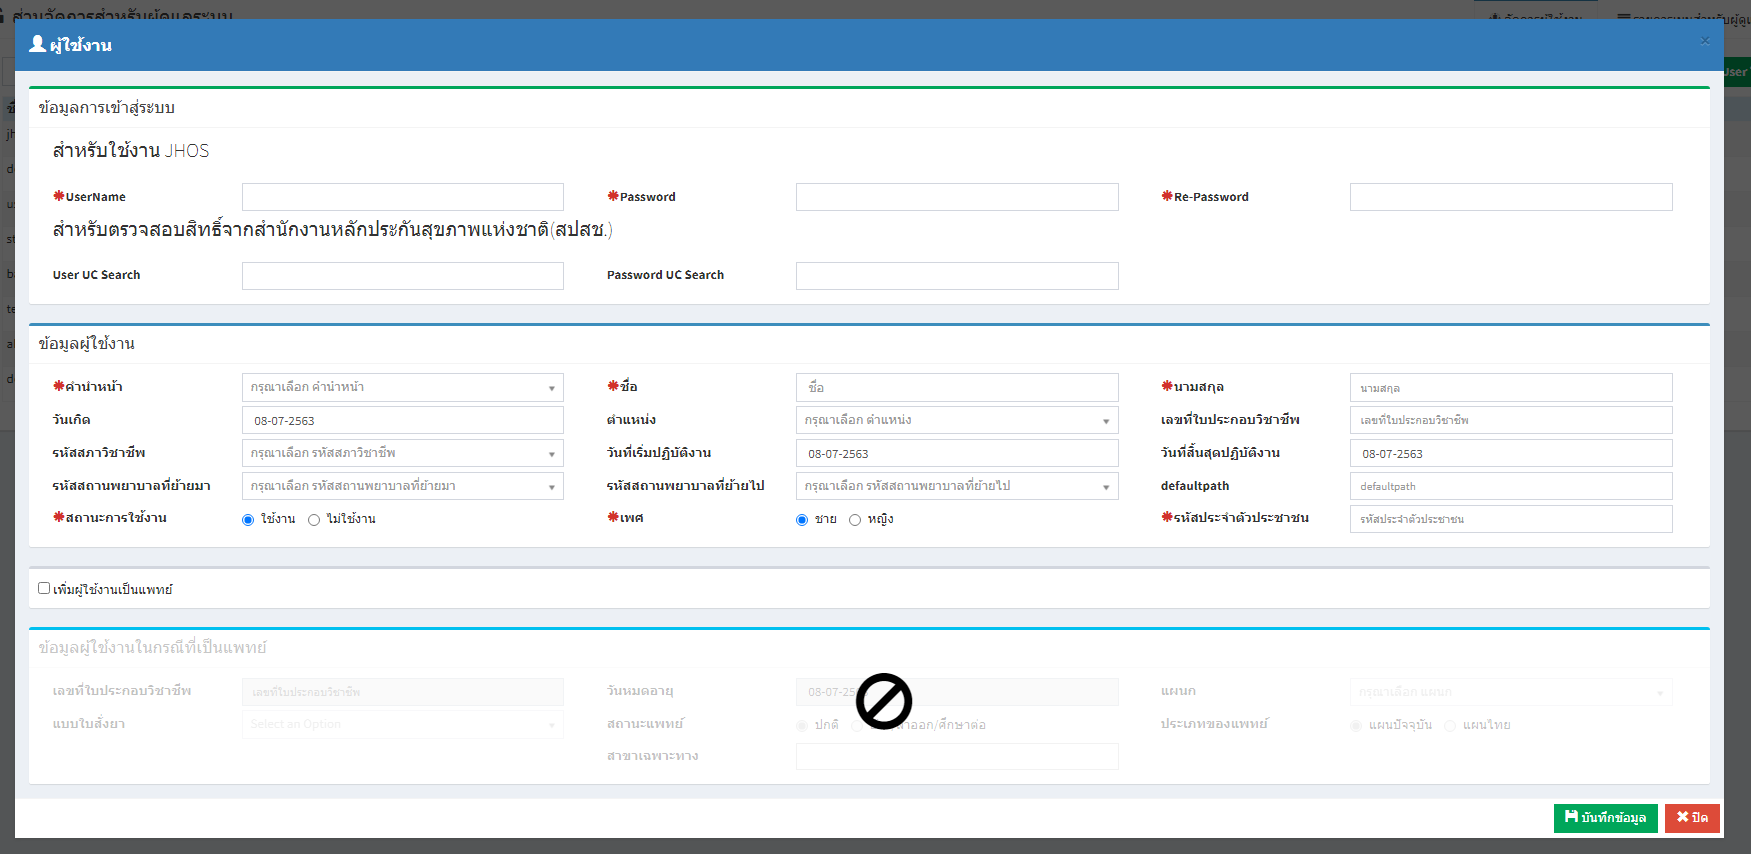 ส่วนจัดการสำหรับผู้ดูแลระบบ
ผู้ใช้งาน ×
User
ข้อมูลการเข้าสู่ระบบ
สำหรับใช้งาน JHOS
*UserName *Password *Re-Password
สำหรับตรวจสอบสิทธิ์จากสำนักงานหลักประกันสุขภาพแห่งชาติ(สปสช.)
User UC Search Password UC Search
ข้อมูลผู้ใช้งาน
*คำนำหน้า กรุณาเลือก คำนำหน้า *ชื่อ ชื่อ *นามสกุล นามสกุล
วันเกิด 08-07-2563 ตำแหน่ง กรุณาเลือก ตำแหน่ง เลขที่ใบประกอบวิชาชีพ เลขที่ใบประกอบวิชาชีพ
รหัสสภาวิชาชีพ กรุณาเลือก รหัสสภาวิชาชีพ วันที่เริ่มปฏิบัติงาน 08-07-2563 วันที่สิ้นสุดปฏิบัติงาน 08-07-2563
รหัสสถานพยาบาลที่ย้ายมา กรุณาเลือก รหัสสถานพยาบาลที่ย้ายมา รหัสสถานพยาบาลที่ย้ายไป กรุณาเลือก รหัสสถานพยาบาลที่ย้ายไป defaultpath defaultpath
*สถานะการใช้งาน ใช้งาน ไม่ใช้งาน *เพศ ชาย หญิง *รหัสประจำตัวประชาชน รหัสประจำตัวประชาชน
เพิ่มผู้ใช้งานเป็นแพทย์
ข้อมูลผู้ใช้งานในกรณีที่เป็นแพทย์
เลขที่ใบประกอบวิชาชีพ เลขที่ใบประกอบวิชาชีพ วันหมดอายุ 08-07-25 แผนก กรุณาเลือก แผนก
แบบใบสั่งยา Select an Option สถานะแพทย์ ปกติ าออก/ศึกษาต่อ ประเภทของแพทย์ แผนปัจจุบัน แผนไทย
สาขาเฉพาะทาง
บันทึกข้อมูล ปิด